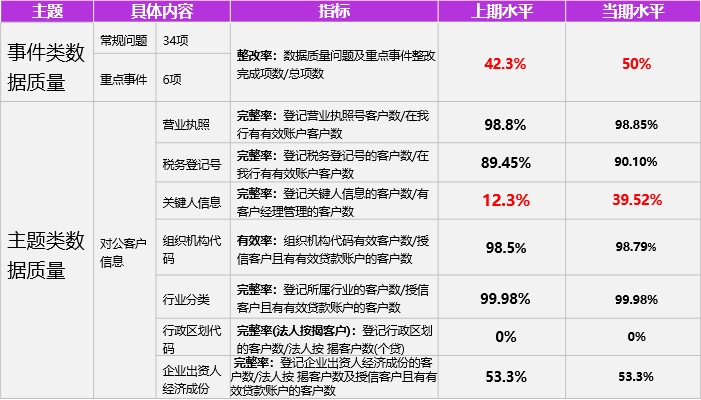 主题 具体内容 指标 上期水平 当期水平
事件类数
据质量
常规问题 34项
重点事件 6项
整改率：数据质量问题及重点事件整改
完成项数/总项数
42.3% 50%
主题类数
据质量
对公客户
信息
营业执照
完整率：登记营业执照号客户数/在我
行有有效账户客户数
98.8% 98.85%
税务登记号
完整率：登记税务登记号的客户数/在
我行有有效账户客户数
89.45% 90.10%
关键人信息
完整率：登记关键人信息的客户数/有
客户经理管理的客户数
12.3% 39.52%
组织机构代
码
有效率：组织机构代码有效客户数/授
信客户且有有效贷款账户的客户数
98.5% 98.79%
行业分类
完整率：登记所属行业的客户数/授信
客户且有有效贷款账户的客户数
99.98% 99.98%
行政区划代
码
完整率(法人按揭客户)：登记行政区划
的客户数/法人按 揭客户数(个贷)
0% 0%
企业出资人
经济成份
完整率：登记企业出资人经济成份的客
户数/法人按 揭客户数及授信客户且有有
效贷款账户的客户数
53.3% 53.3%